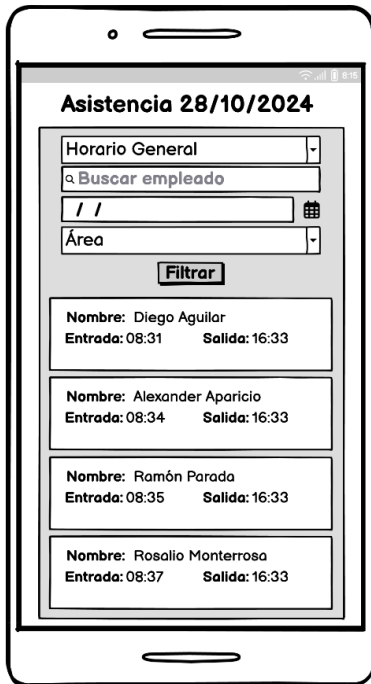 8:15
Asistencia 28/10/2024
Horario General
Buscar empleado
/ /
Área
Filtrar
Nombre: Diego Aguilar
Entrada: 08:31 Salida: 16:33
Nombre: Alexander Aparicio
Entrada: 08:34 Salida: 16:33
Nombre: Ramón Parada
Entrada: 08:35 Salida: 16:33
Nombre: Rosalio Monterrosa
Entrada: 08:37 Salida: 16:33